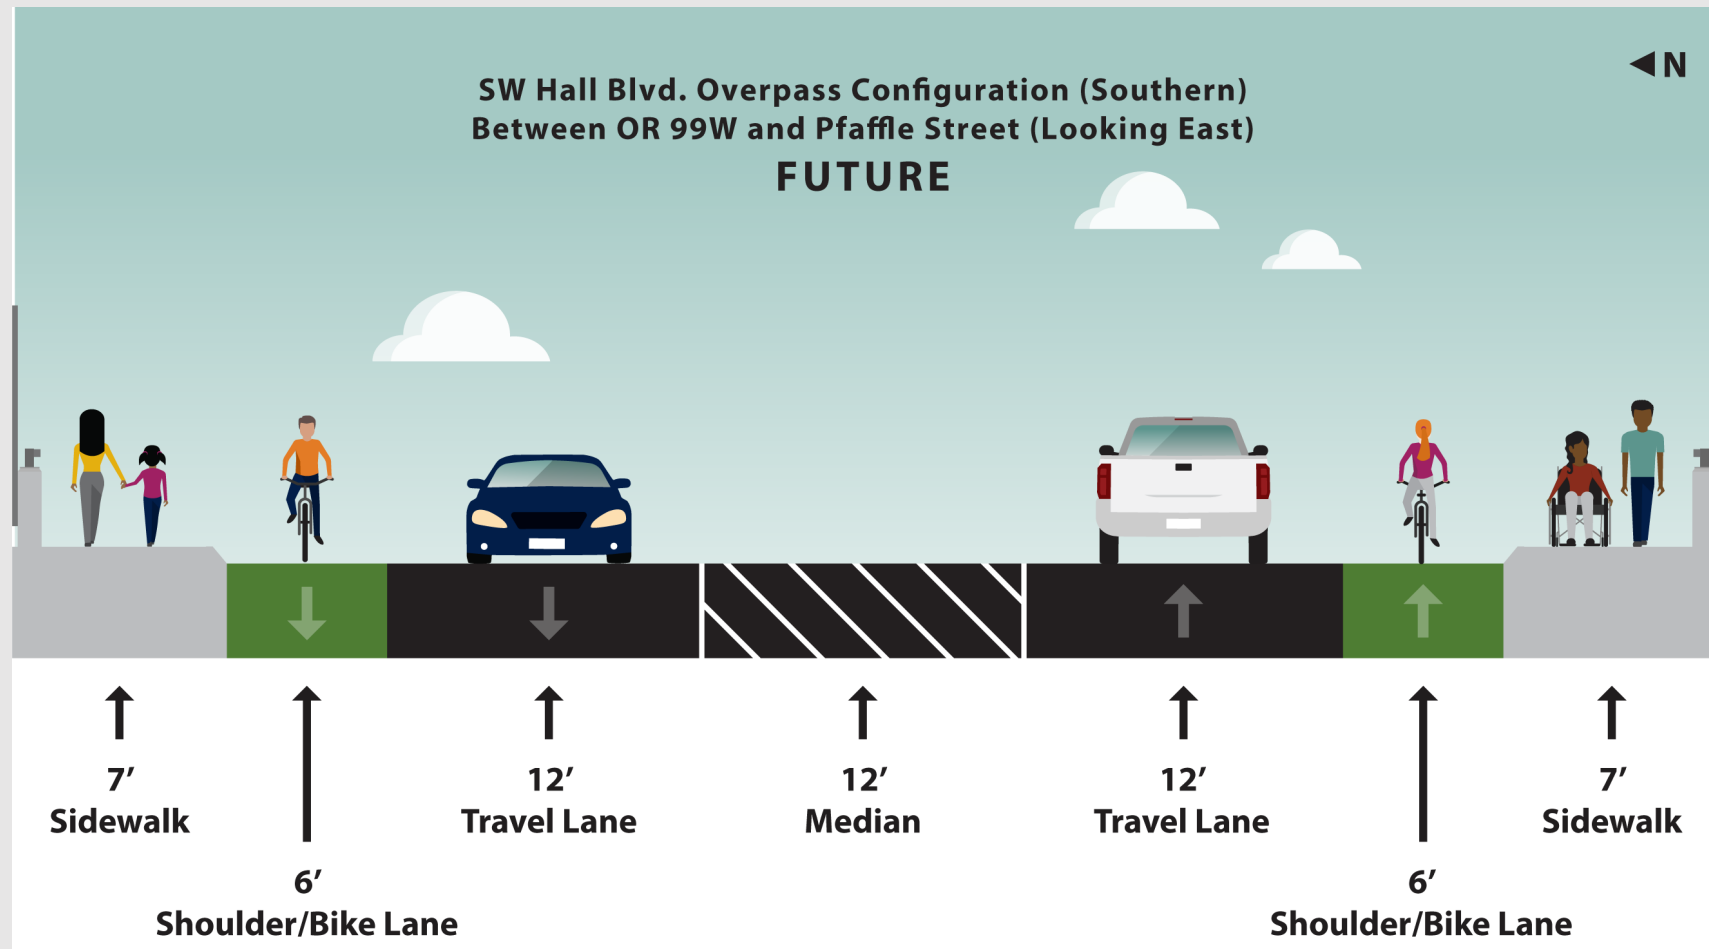 N
SW Hall Blvd. Overpass Configuration (Southern)
Between OR 99W and Pfaffle Street (Looking East)
FUTURE
7’
Sidewalk
6’
Shoulder/Bike Lane
12’
Travel Lane
12’
Median
12’
Travel Lane
6’
Shoulder/Bike Lane
7’
Sidewalk